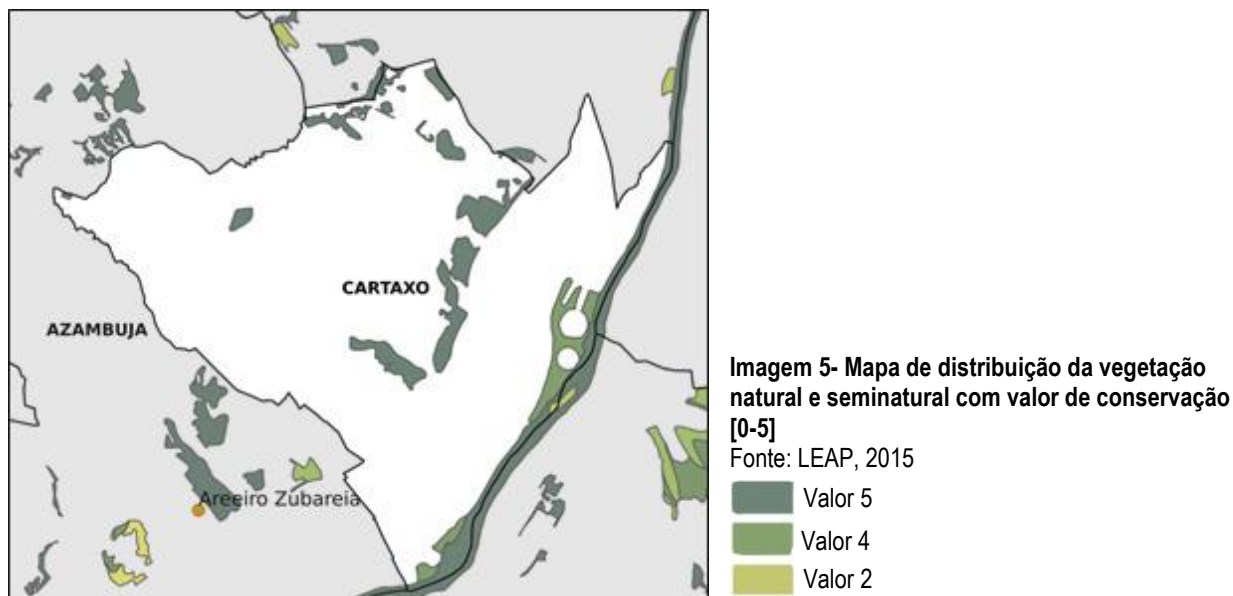 CARTAXO
AZAMBUJA
Areeiro Zubareia
Imagem 5- Mapa de distribuição da vegetação
natural e seminatural com valor de conservação
[0-5]
Fonte: LEAP, 2015
Valor 5
Valor 4
Valor 2